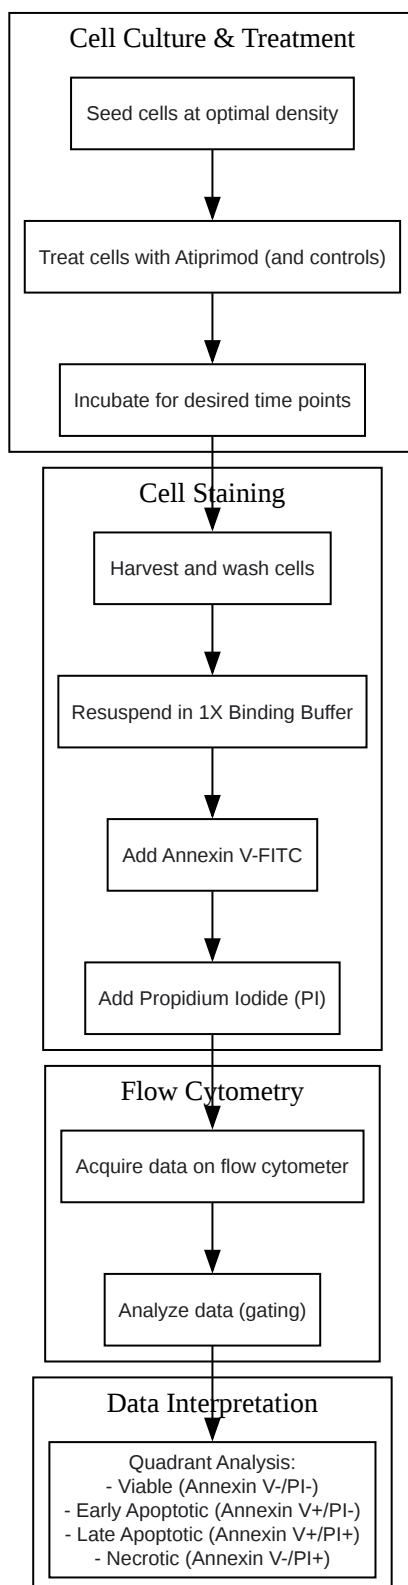 Cell Culture & Treatment
Seed cells at optimal density
Treat cells with Atiprimod (and controls)
Incubate for desired time points
Cell Staining
Harvest and wash cells
Resuspend in 1X Binding Buffer
Add Annexin V-FITC
Add Propidium Iodide (PI)
Flow Cytometry
Acquire data on flow cytometer
Analyze data (gating)
Data Interpretation
Quadrant Analysis:
- Viable (Annexin V-/PI-)
- Early Apoptotic (Annexin V+/PI-)
- Late Apoptotic (Annexin V+/PI+)
- Necrotic (Annexin V-/PI+)